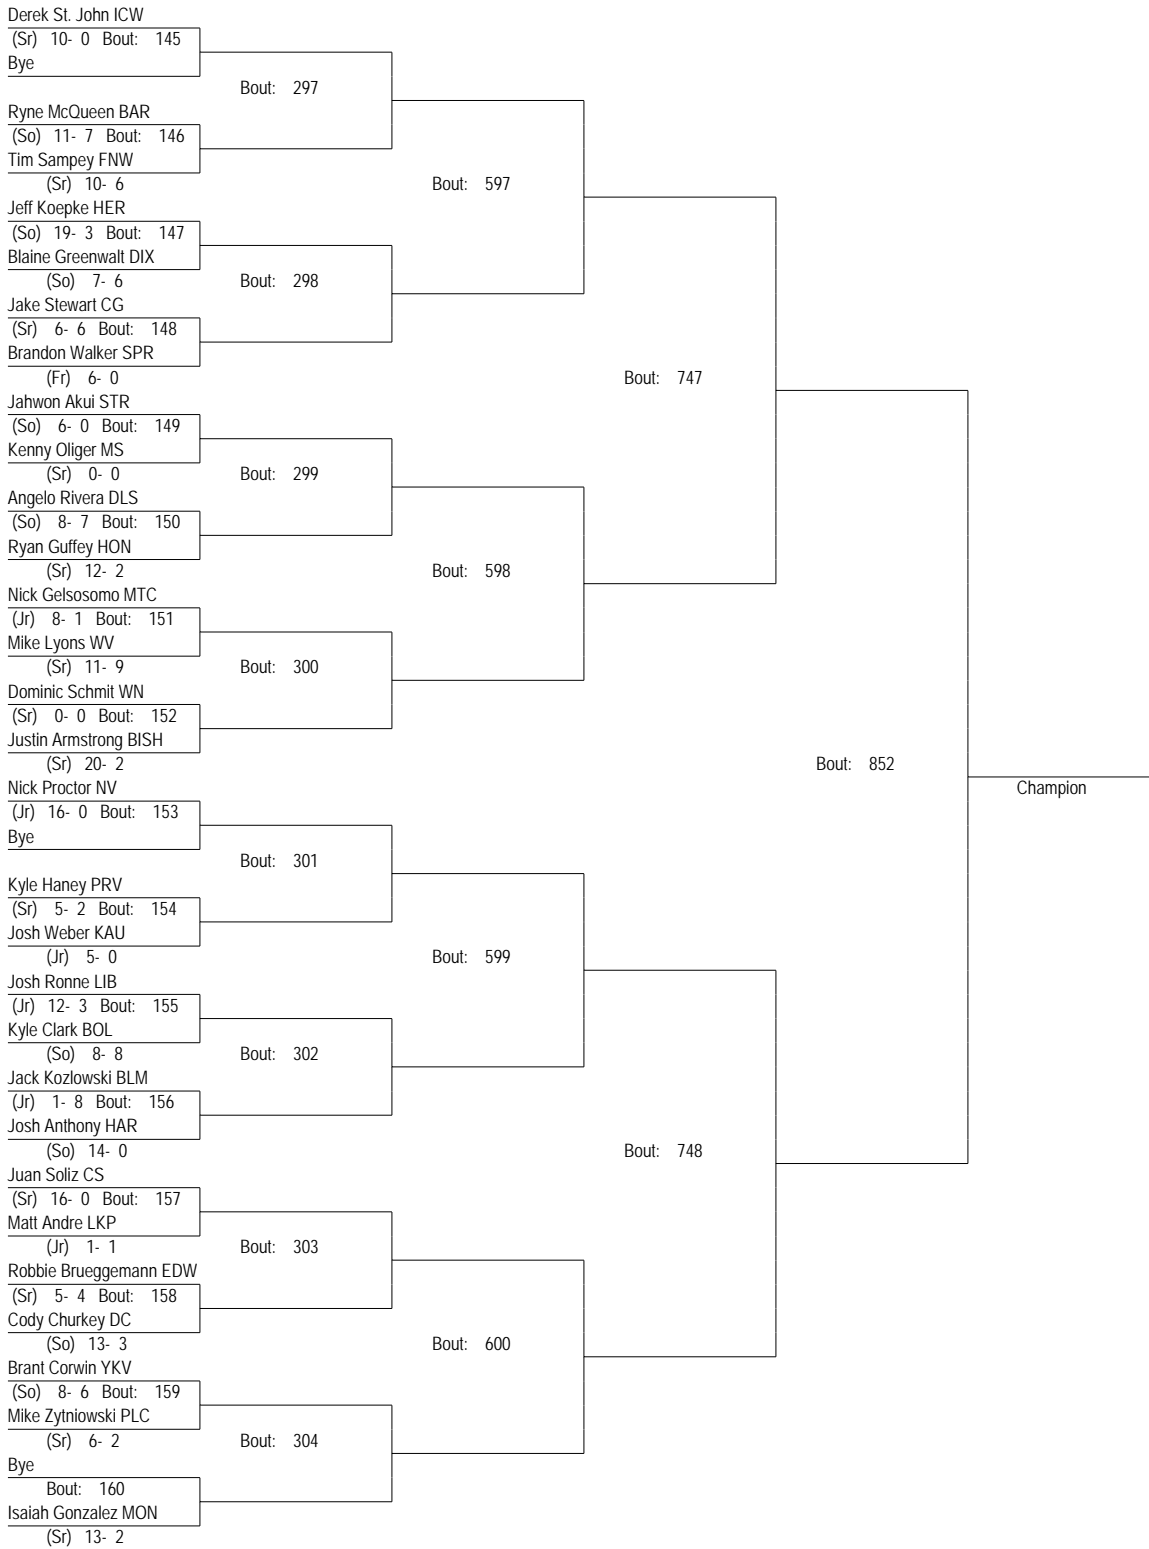 Derek St. John ICW
(Sr) 10- 0 Bout: 145
Bye
Bout: 297
Ryne McQueen BAR
(So) 11- 7 Bout: 146
Tim Sampey FNW
(Sr) 10- 6
Bout: 597
Jeff Koepke HER
(So) 19- 3 Bout: 147
Blaine Greenwalt DIX
(So) 7- 6
Bout: 298
Jake Stewart CG
(Sr) 6- 6 Bout: 148
Brandon Walker SPR
(Fr) 6- 0
Bout: 747
Jahwon Akui STR
(So) 6- 0 Bout: 149
Kenny Oliger MS
(Sr) 0- 0
Bout: 299
Angelo Rivera DLS
(So) 8- 7 Bout: 150
Ryan Guffey HON
(Sr) 12- 2
Bout: 598
Nick Gelsosomo MTC
(Jr) 8- 1 Bout: 151
Mike Lyons WV
(Sr) 11- 9
Bout: 300
Dominic Schmit WN
(Sr) 0- 0 Bout: 152
Justin Armstrong BISH
(Sr) 20- 2
Bout: 852
Champion
Nick Proctor NV
(Jr) 16- 0 Bout: 153
Bye
Bout: 301
Kyle Haney PRV
(Sr) 5- 2 Bout: 154
Josh Weber KAU
(Jr) 5- 0
Bout: 599
Josh Ronne LIB
(Jr) 12- 3 Bout: 155
Kyle Clark BOL
(So) 8- 8
Bout: 302
Jack Kozlowski BLM
(Jr) 1- 8 Bout: 156
Josh Anthony HAR
(So) 14- 0
Bout: 748
Juan Soliz CS
(Sr) 16- 0 Bout: 157
Matt Andre LKP
(Jr) 1- 1
Bout: 303
Robbie Brueggemann EDW
(Sr) 5- 4 Bout: 158
Cody Churkey DC
(So) 13- 3
Bout: 600
Brant Corwin YKV
(So) 8- 6 Bout: 159
Mike Zytniowski PLC
(Sr) 6- 2
Bout: 304
Bye
Bout: 160
Isaiah Gonzalez MON
(Sr) 13- 2